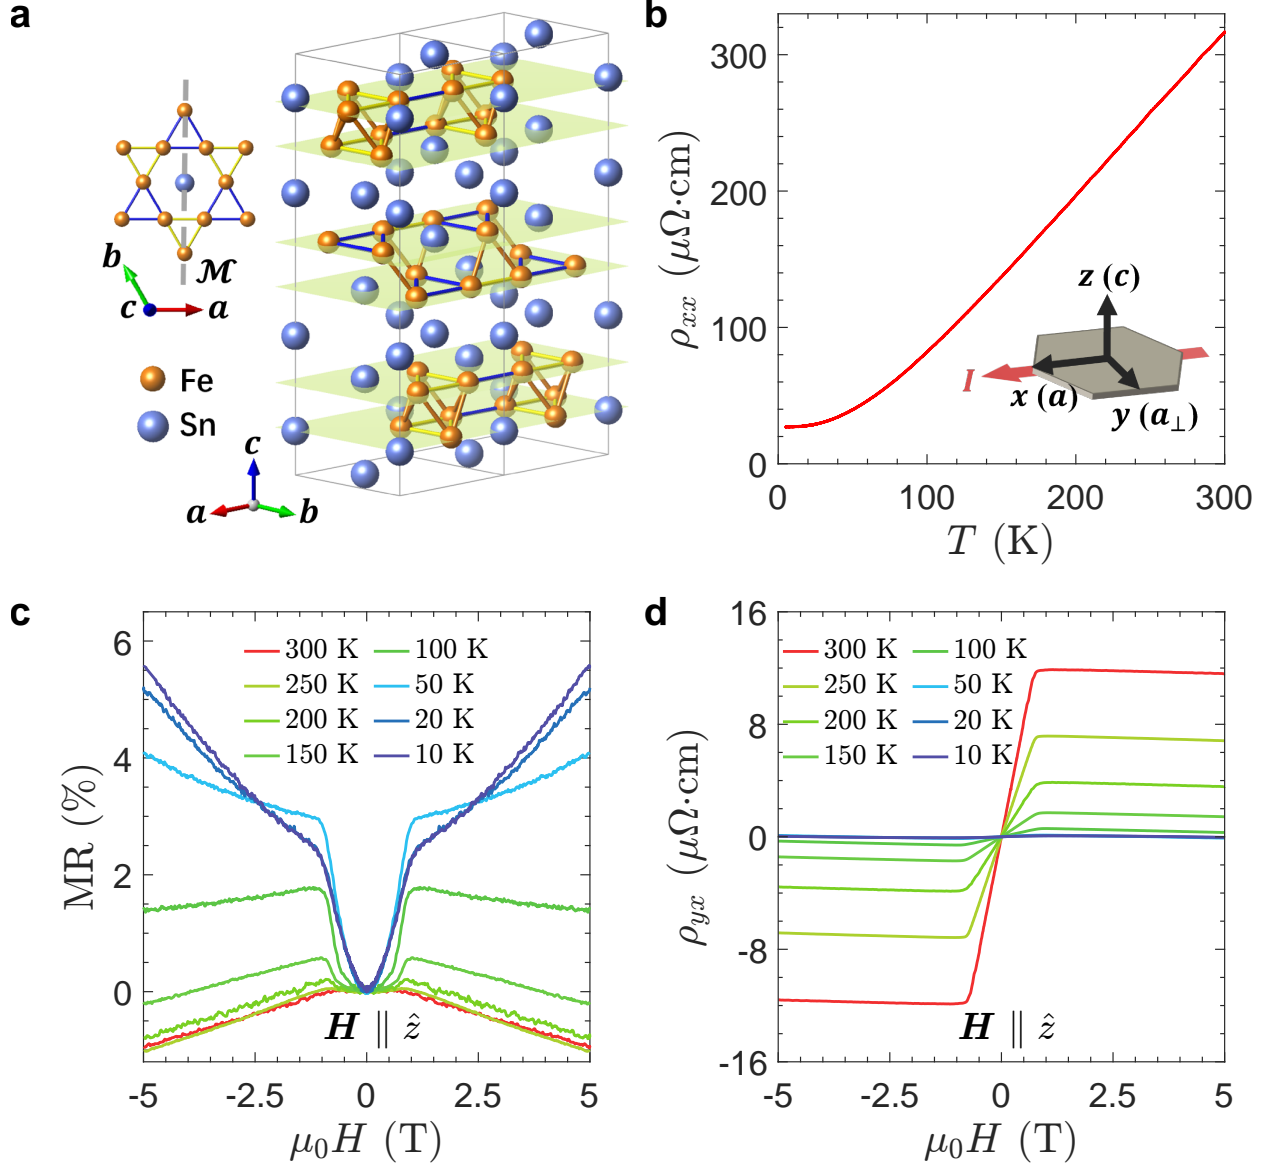 a
b
c
a
ℳ
Fe
Sn
c
a
b
b
300
200
100
0
0
100
200
300
ρxx (μΩ·cm)
T (K)
z (c)
I
x (a)
y (a⊥)
c
6
4
2
0
-5
-2.5
0
2.5
5
MR (%)
μ0H (T)
300 K 100 K
250 K 50 K
200 K 20 K
150 K 10 K
H ∥ ẑ
d
16
8
0
-8
-16
-5
-2.5
0
2.5
5
ρyx (μΩ·cm)
μ0H (T)
300 K 100 K
250 K 50 K
200 K 20 K
150 K 10 K
H ∥ ẑ